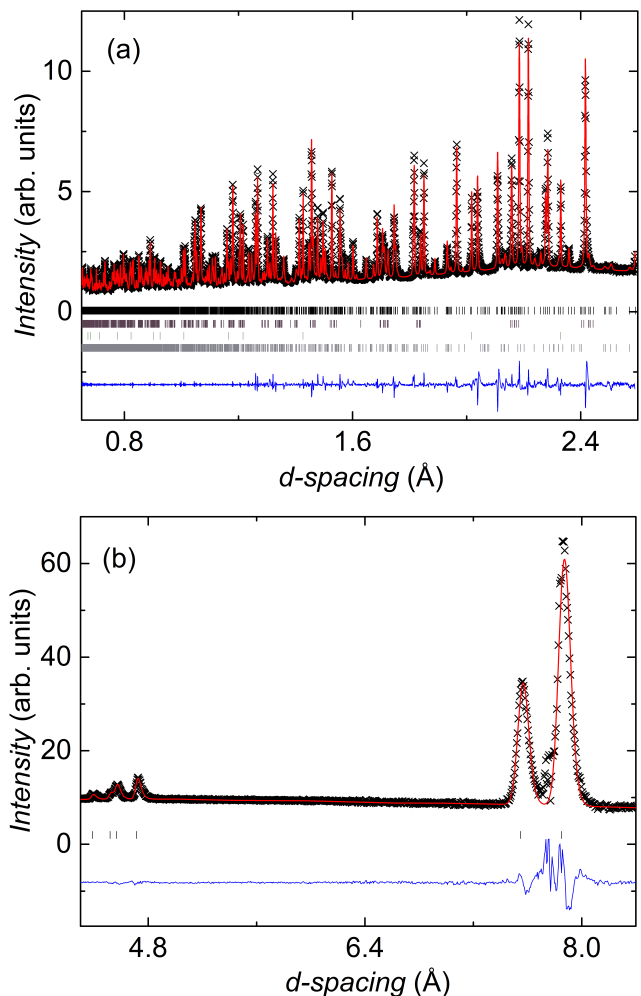 (a)
10
5
0
Intensity (arb. units)
0.8 1.6 2.4
d-spacing (Å)
(b)
60
40
20
0
Intensity (arb. units)
4.8 6.4 8.0
d-spacing (Å)